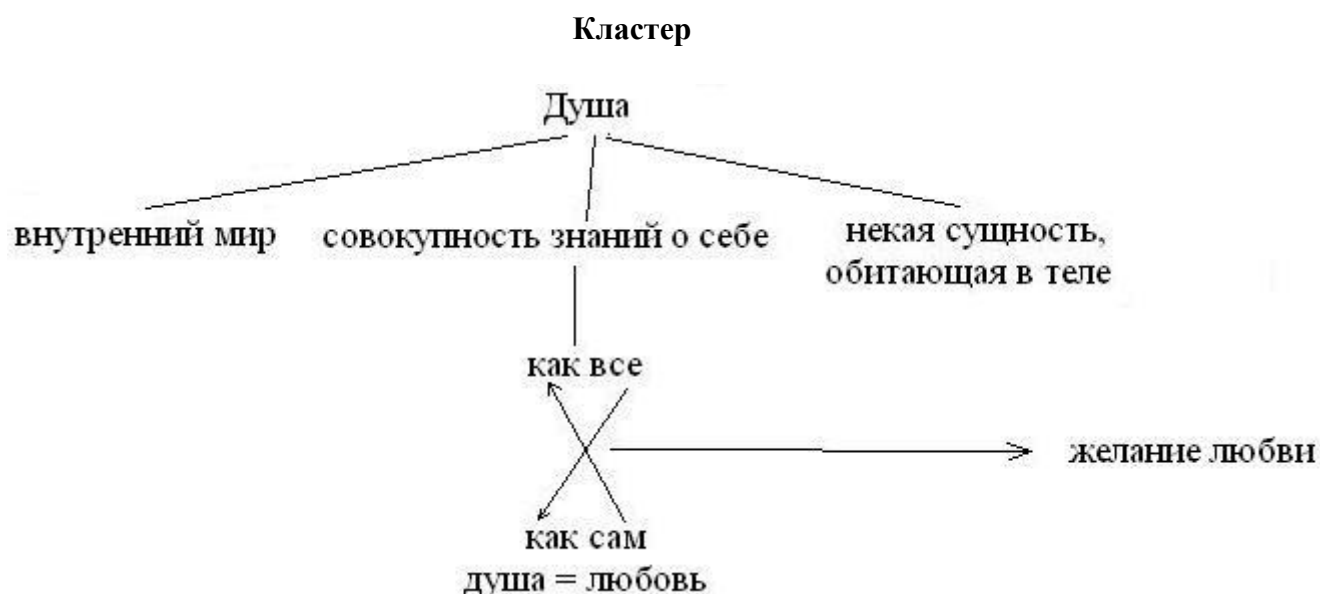 Кластер
Душа
внутренний мир
совокупность знаний о себе
некая сущность,
обитающая в теле
как все
желание любви
как сам
душа = любовь